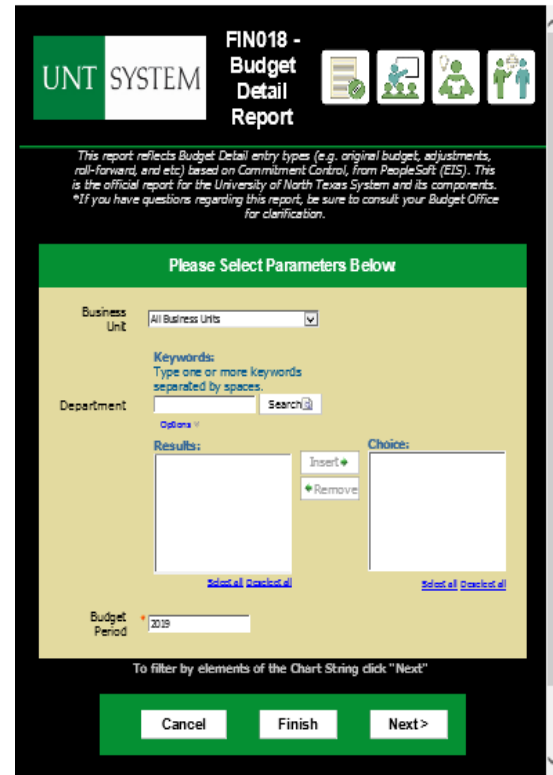 UNT SYSTEM
FIN018 -
Budget
Detail
Report
This report reflects Budget Detail entry types (e.g. original budget, adjustments,
roll-forward, and etc) based on Commitment Control, from PeopleSoft (EIS). This
is the official report for the University of North Texas System and its components.
*If you have questions regarding this report, be sure to consult your Budget Office
for clarification.
Please Select Parameters Below:
Business
Unit
All Business Units
Keywords:
Type one or more keywords
separated by spaces.
Department
Search
Options
Results:
Choice:
Insert
Remove
Select all Deselect all
Select all Deselect all
Budget
Period
* 2019
To filter by elements of the Chart String click "Next"
Cancel
Finish
Next >